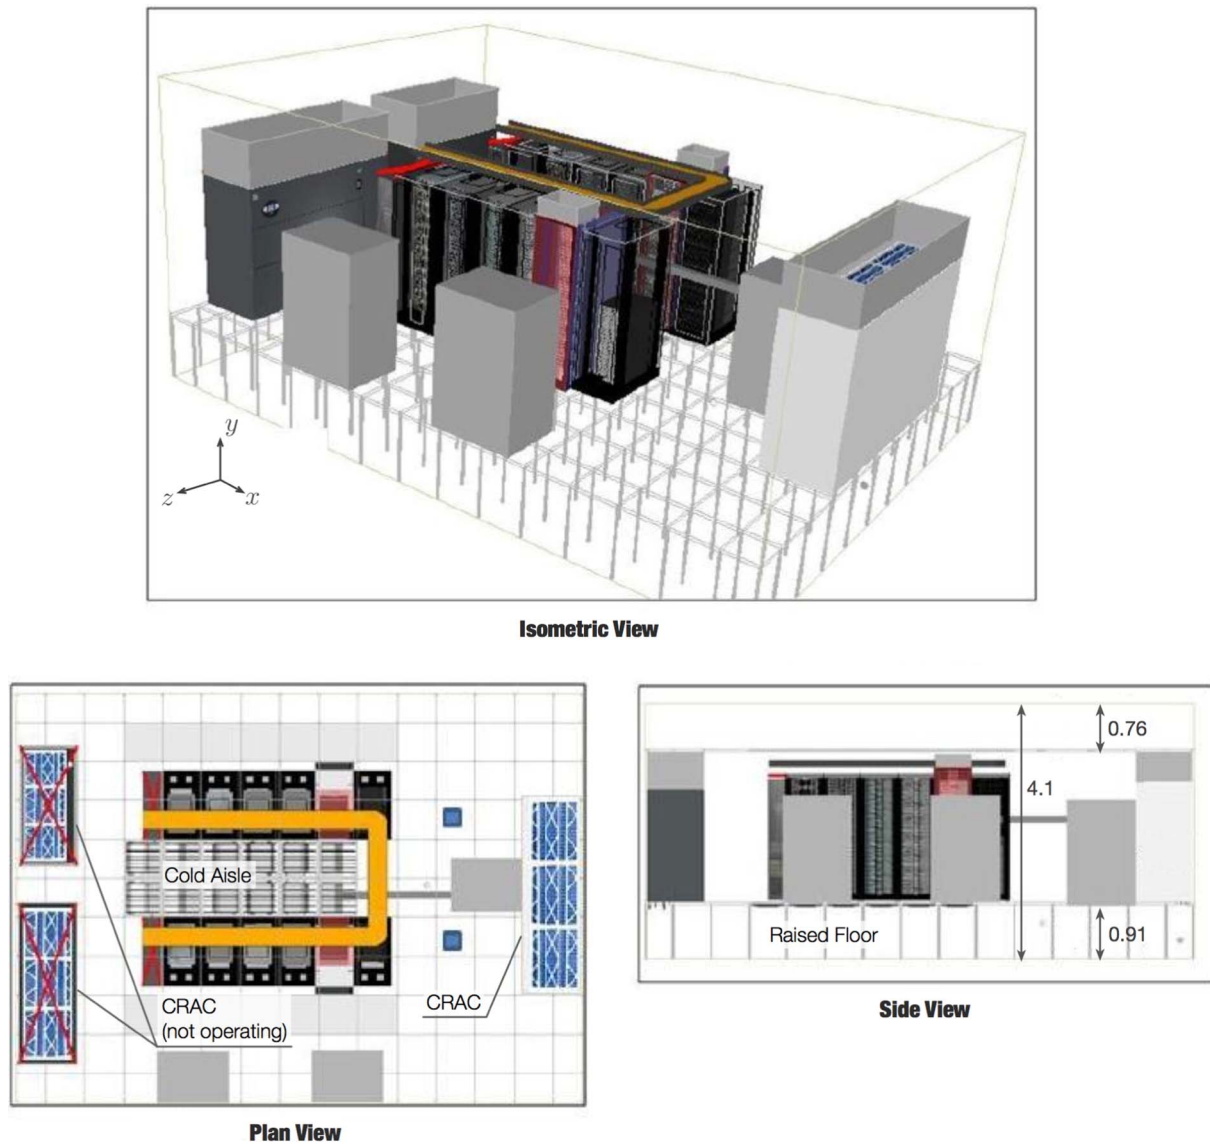 y
z
x
Isometric View
Cold Aisle
CRAC
(not operating)
CRAC
Plan View
0.76
4.1
Raised Floor
0.91
Side View